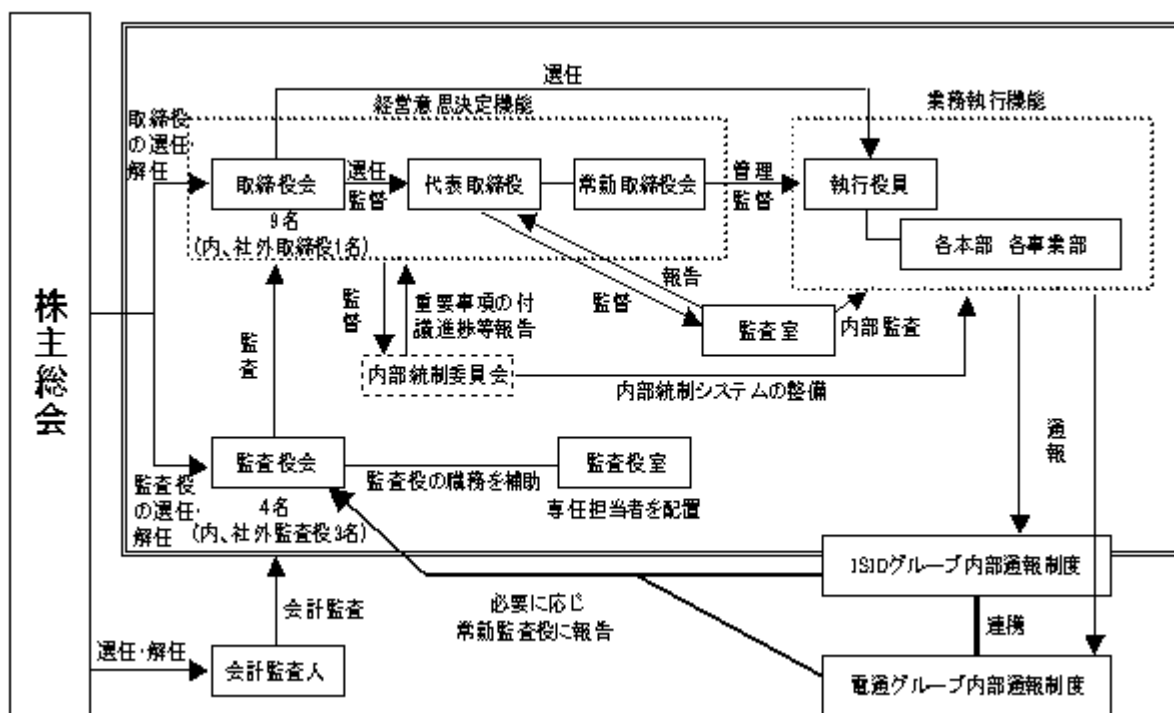 株主総会
選任
経営意思決定機能
業務執行機能
取締役
の選任・
解任
取締役会
選任
監督
代表取締役
常勤取締役会
管理
監督
執行役員
9名
(内、社外取締役1名)
各本部 各事業部
監督
重要事項の付
議進捗等報告
報告
監督
監査室
内部監査
監査
内部統制委員会
内部統制システムの整備
通報
監査役会
監査役の職務を補助
監査役室
監査役
の選任・
解任
4名
(内、社外監査役3名)
専任担当者を配置
ISIDグループ内部通報制度
会計監査
必要に応じ
常勤監査役に報告
連携
選任・解任
会計監査人
電通グループ内部通報制度